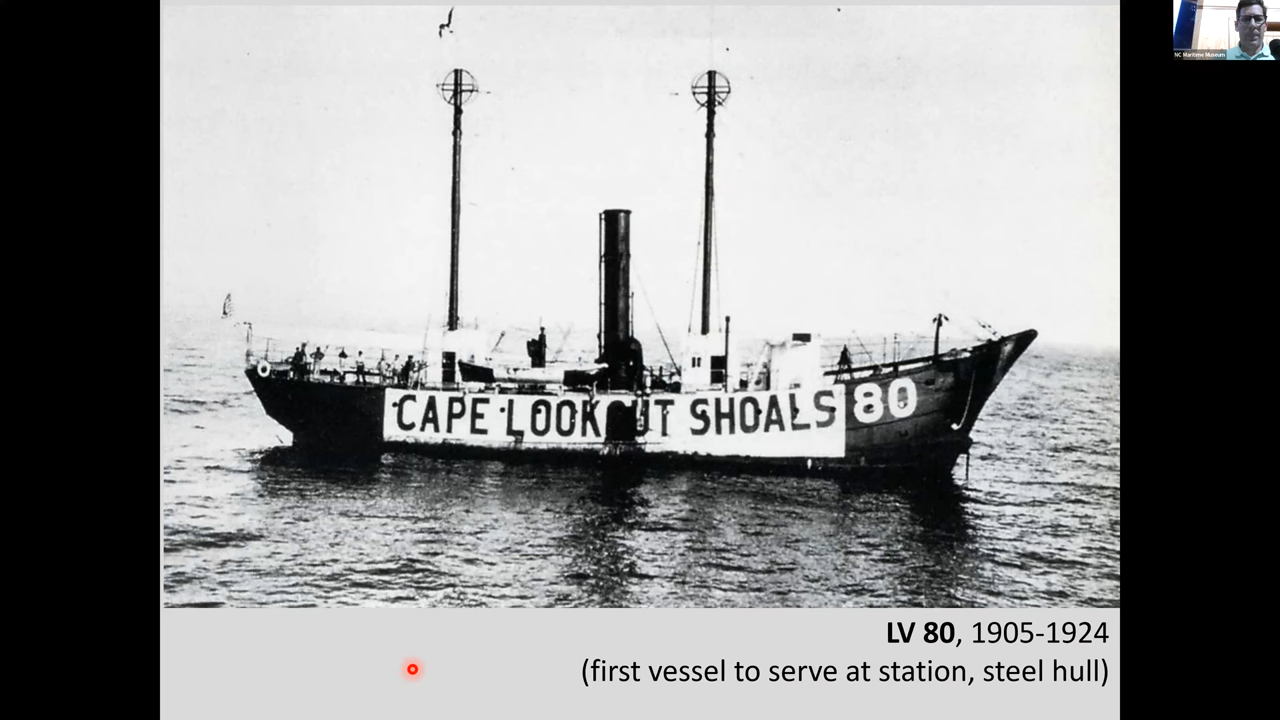 NC Maritime Museum
CAPE LOOKOUT SHOALS 80
LV 80, 1905-1924
(first vessel to serve at station, steel hull)